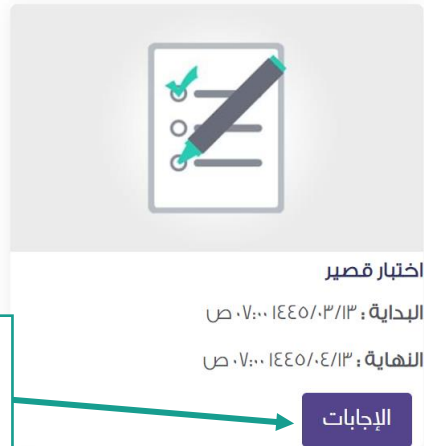 اختبار قصير
البداية : ١٤٤٥/٠٣/١٣ ٠٧:٠٠ ص
النهاية : ١٤٤٥/٠٤/١٣ ٠٧:٠٠ ص
الإجابات